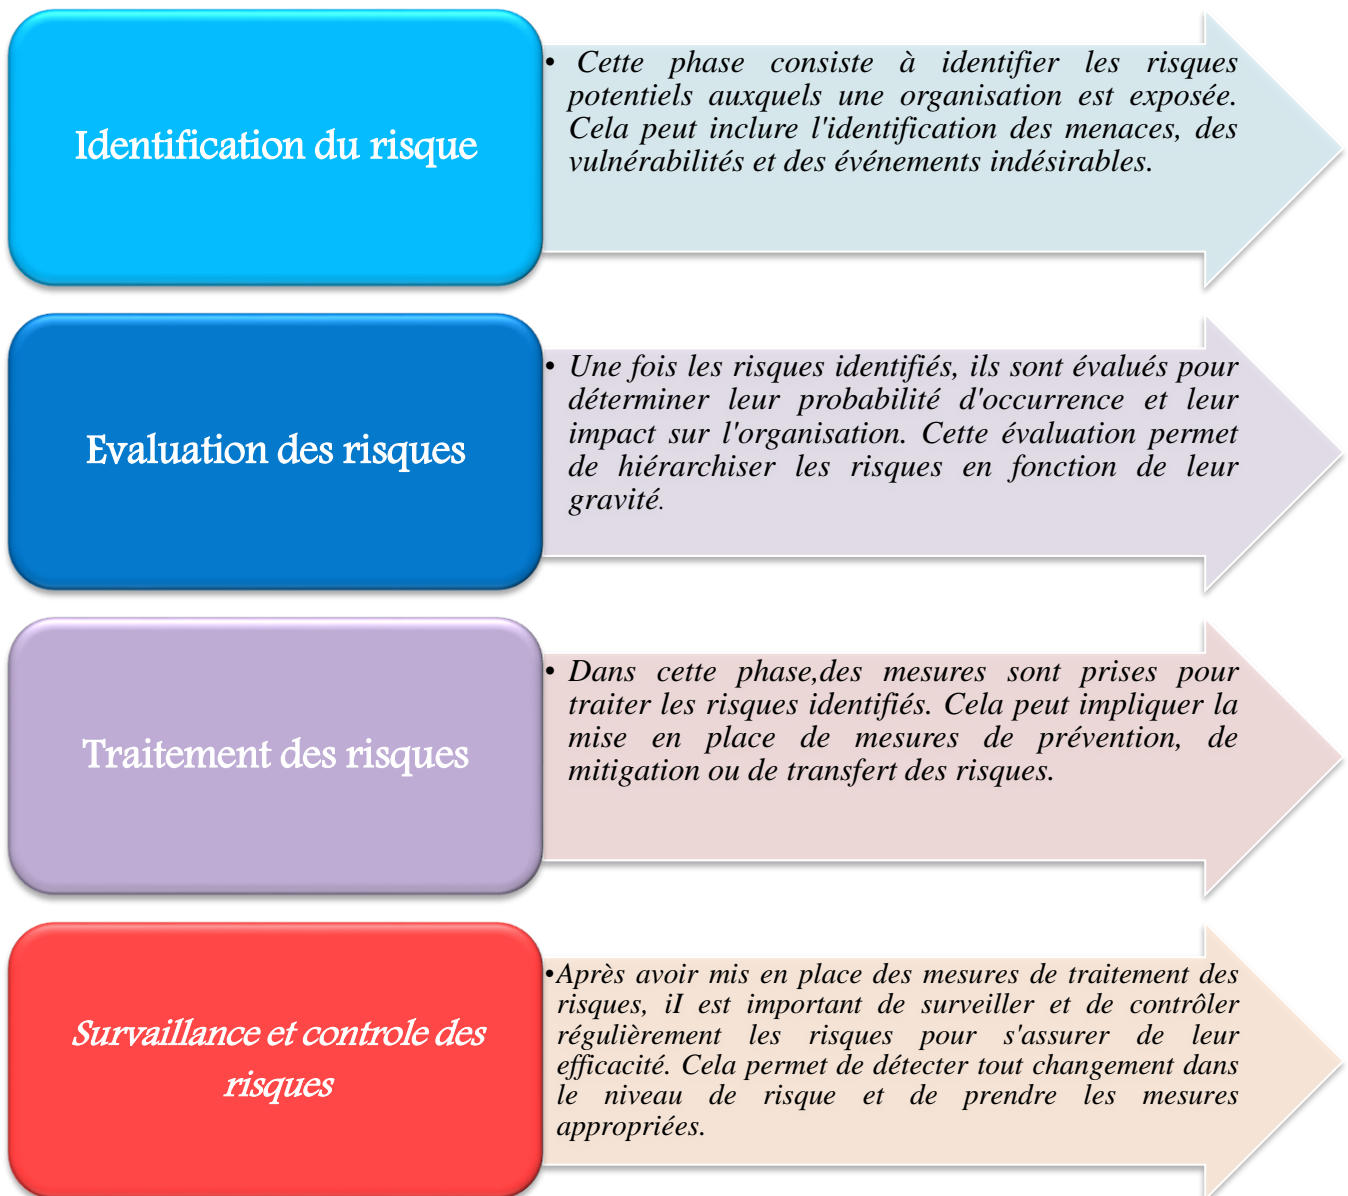 Identification du risque
• Cette phase consiste à identifier les risques
potentiels auxquels une organisation est exposée.
Cela peut inclure l'identification des menaces, des
vulnérabilités et des événements indésirables.
Evaluation des risques
• Une fois les risques identifiés, ils sont évalués pour
déterminer leur probabilité d'occurrence et leur
impact sur l'organisation. Cette évaluation permet
de hiérarchiser les risques en fonction de leur
gravité.
Traitement des risques
• Dans cette phase,des mesures sont prises pour
traiter les risques identifiés. Cela peut impliquer la
mise en place de mesures de prévention, de
mitigation ou de transfert des risques.
Survaillance et controle des
risques
•Après avoir mis en place des mesures de traitement des
risques, iI est important de surveiller et de contrôler
régulièrement les risques pour s'assurer de leur
efficacité. Cela permet de détecter tout changement dans
le niveau de risque et de prendre les mesures
appropriées.